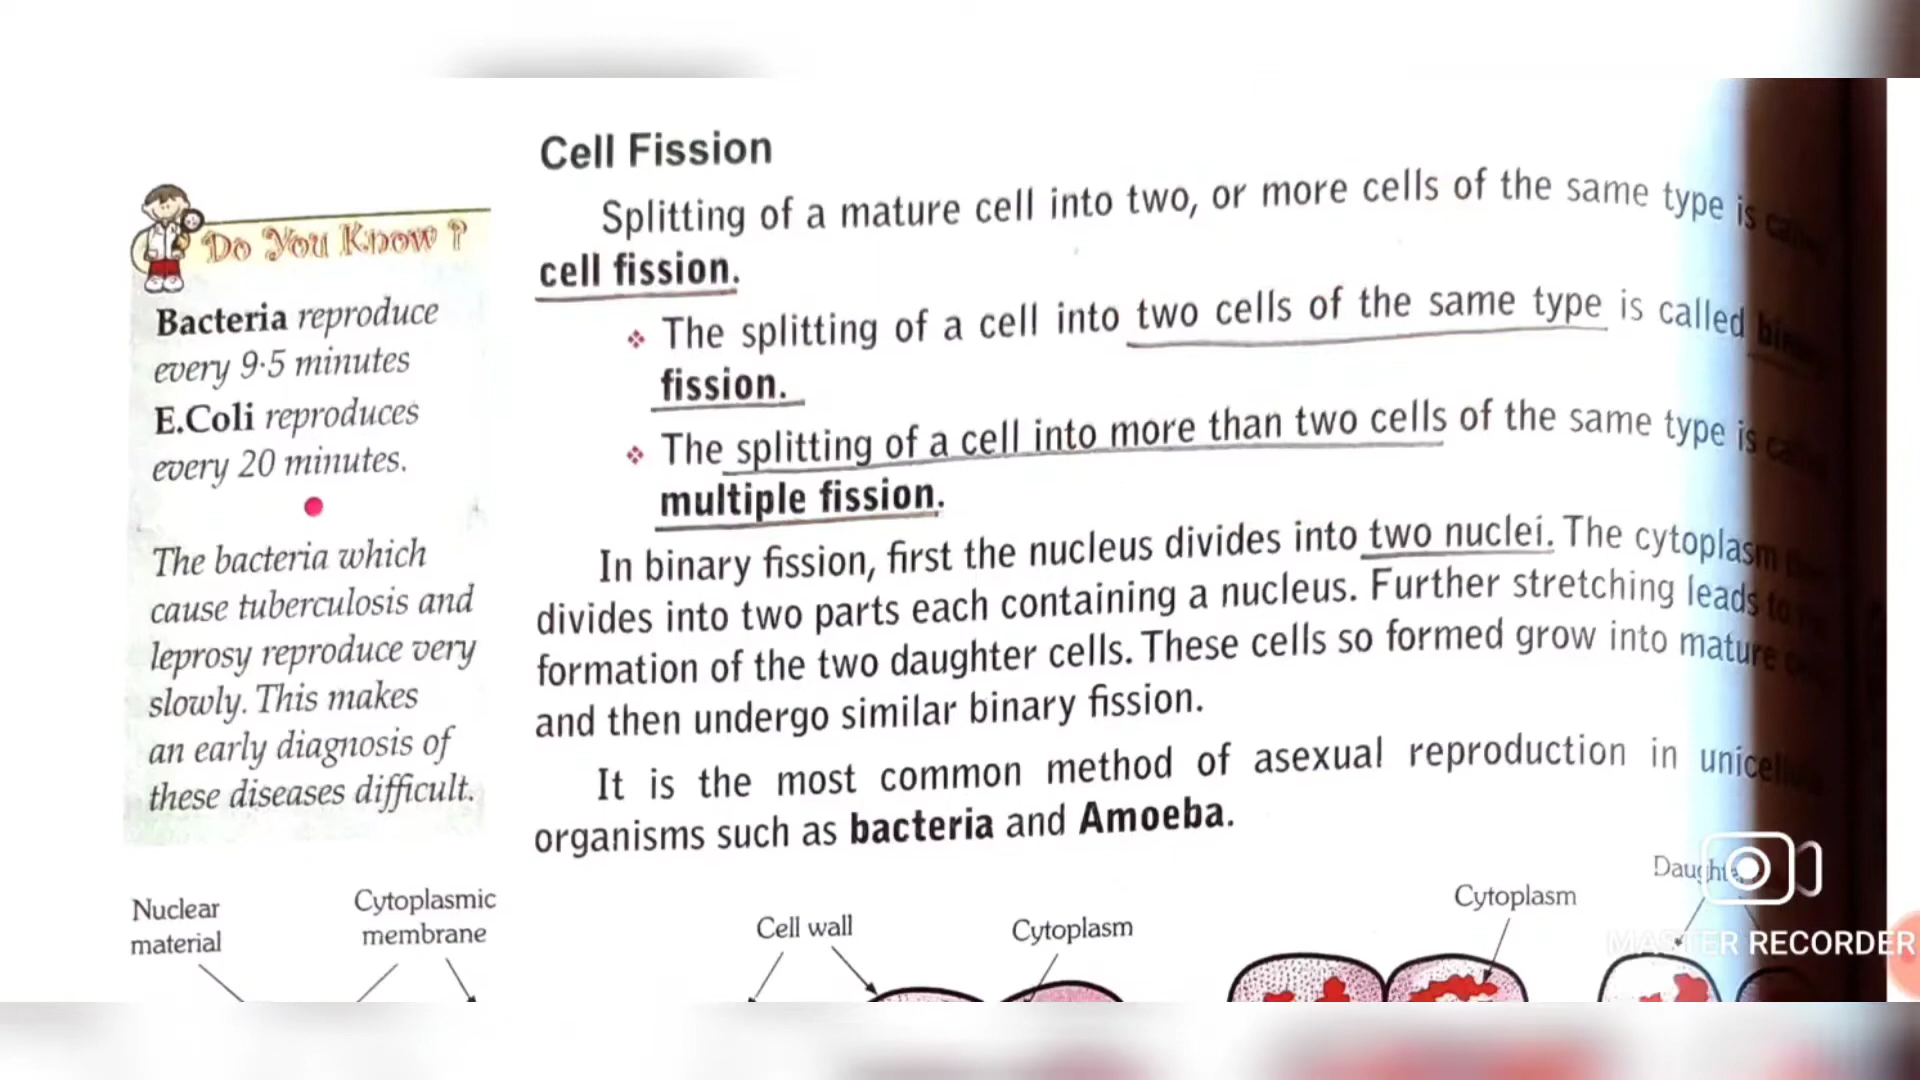 Cell Fission
Splitting of a mature cell into two, or more cells of the same type is called
cell fission.
❖ The splitting of a cell into two cells of the same type is called binary
fission.
❖ The splitting of a cell into more than two cells of the same type is called
multiple fission.
In binary fission, first the nucleus divides into two nuclei. The cytoplasm
divides into two parts each containing a nucleus. Further stretching leads to
formation of the two daughter cells. These cells so formed grow into mature
and then undergo similar binary fission.
It is the most common method of asexual reproduction in
organisms such as bacteria and Amoeba.
Do You Know ?
Bacteria reproduce
every 9·5 minutes
E.Coli reproduces
every 20 minutes.
The bacteria which
cause tuberculosis and
leprosy reproduce very
slowly. This makes
an early diagnosis of
these diseases difficult.
Nuclear
material
Cytoplasmic
membrane
Cell wall
Cytoplasm
Cytoplasm
MASTER RECORDER